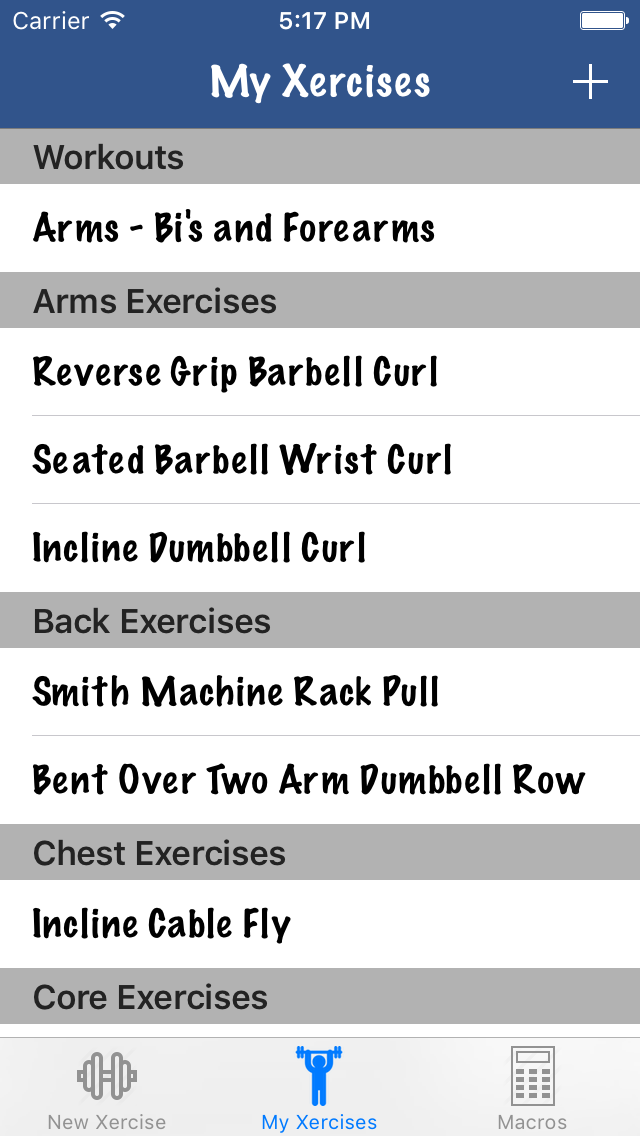 Carrier 5:17 PM
My Xercises +
Workouts
Arms - Bi's and Forearms
Arms Exercises
Reverse Grip Barbell Curl
Seated Barbell Wrist Curl
Incline Dumbbell Curl
Back Exercises
Smith Machine Rack Pull
Bent Over Two Arm Dumbbell Row
Chest Exercises
Incline Cable Fly
Core Exercises
New Xercise My Xercises Macros